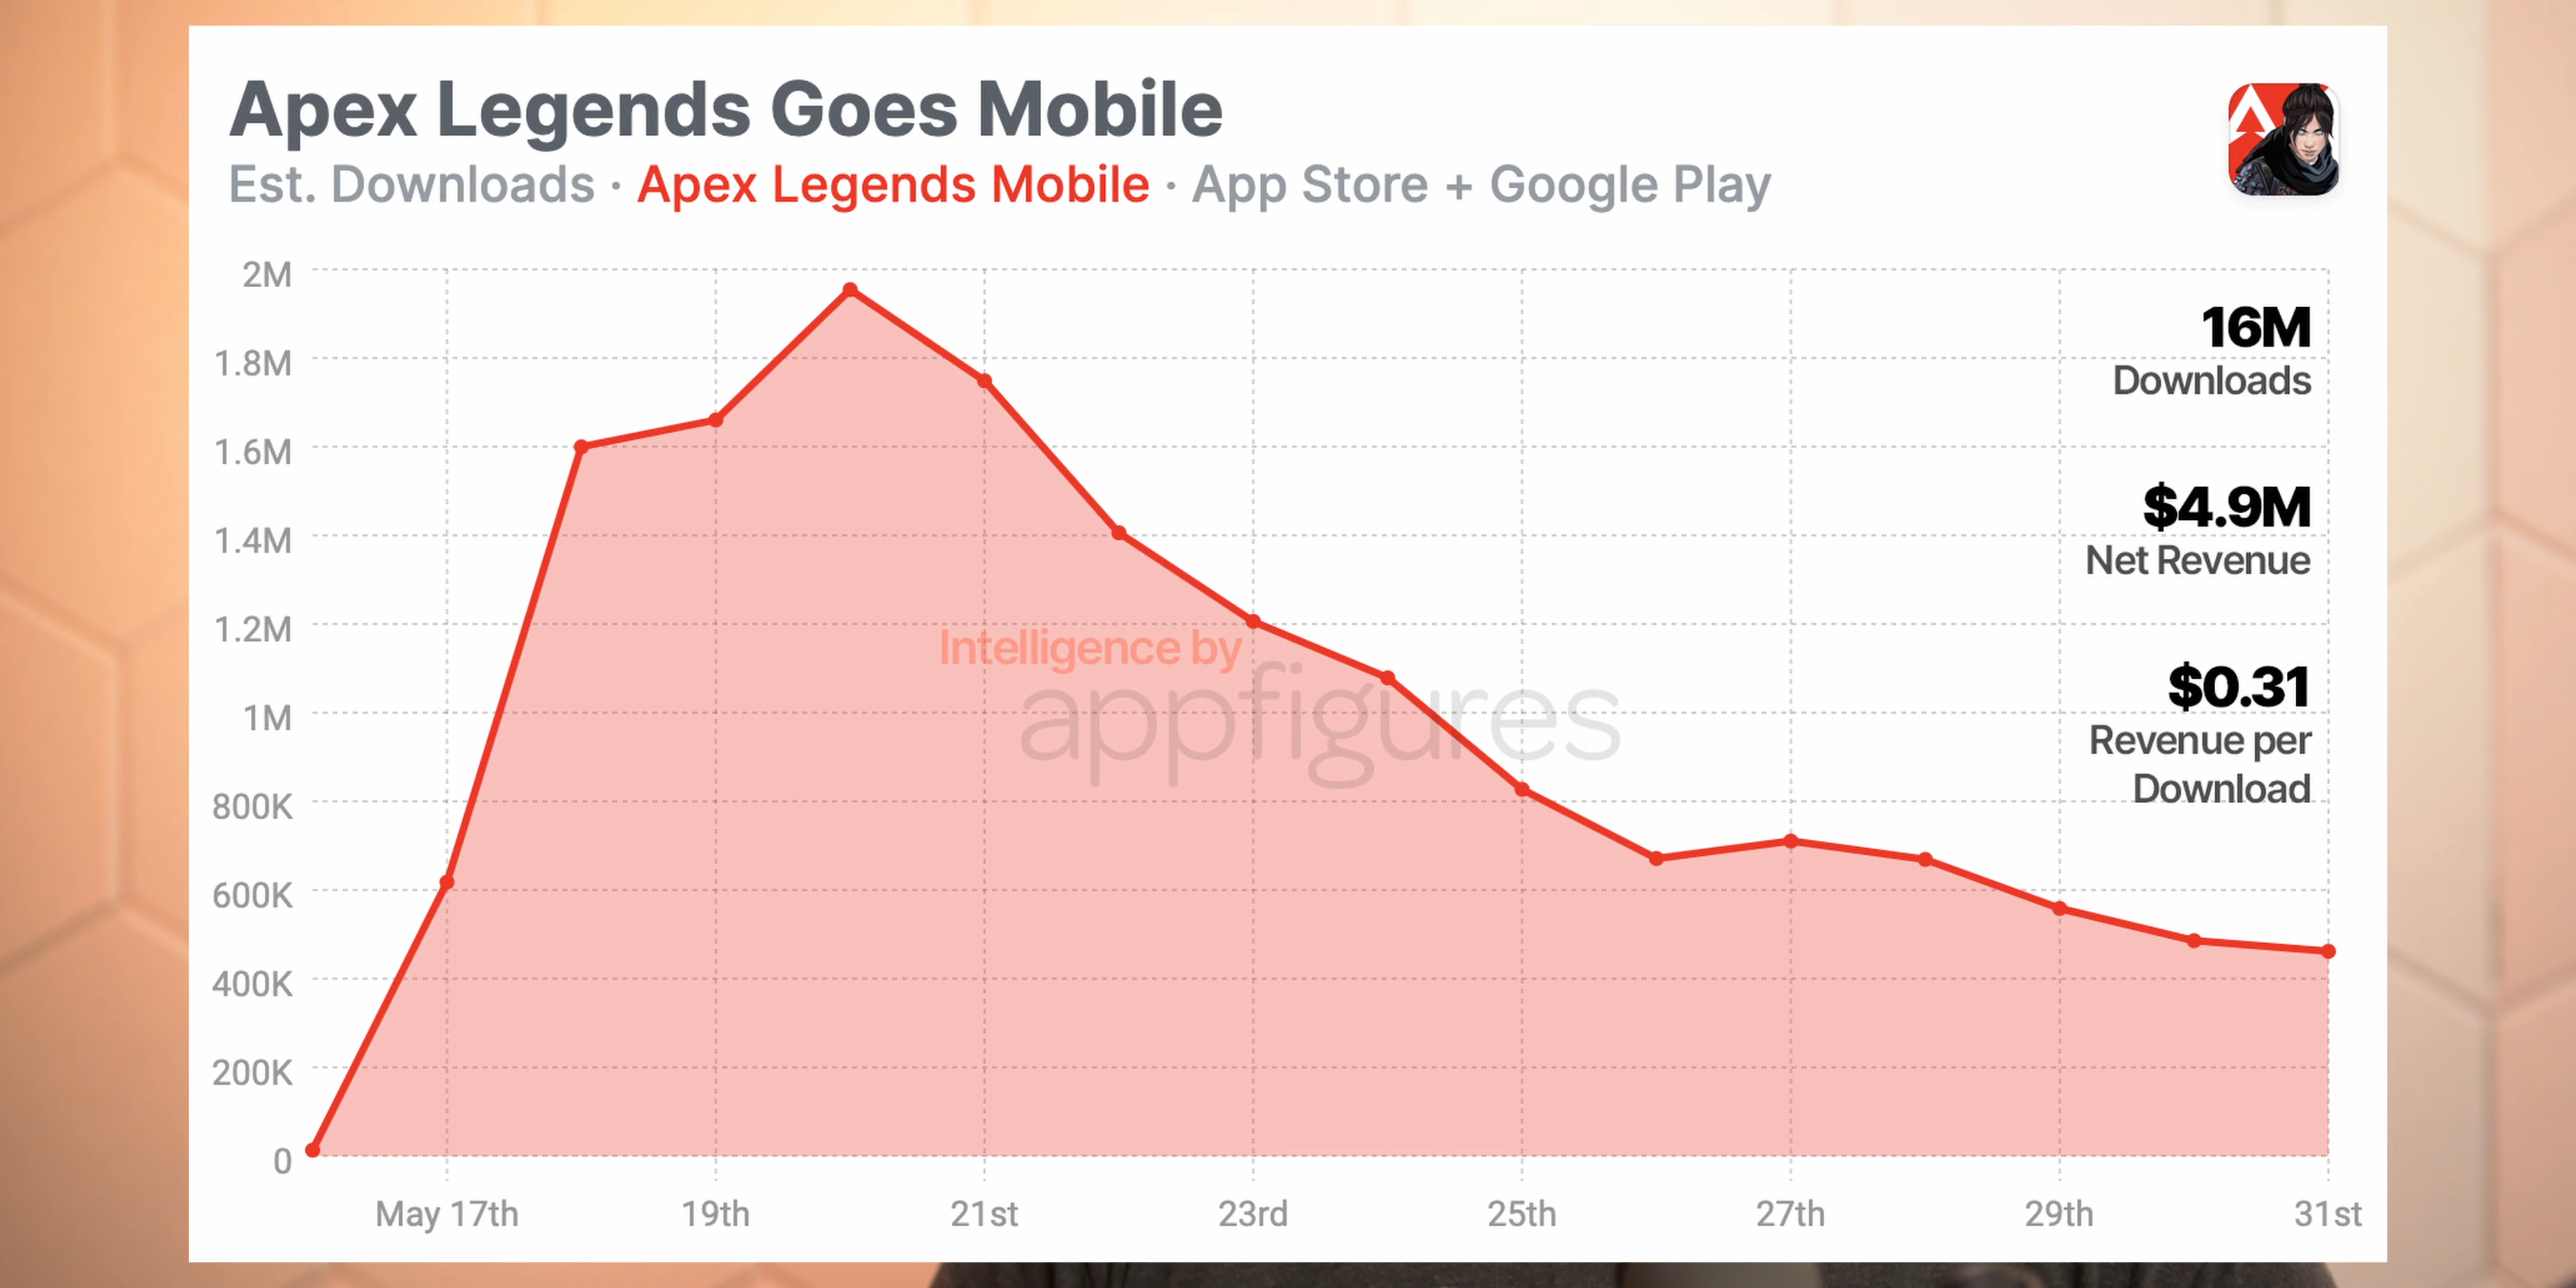 Apex Legends Goes Mobile
Est. Downloads · Apex Legends Mobile · App Store + Google Play
2M
1.8M
1.6M
1.4M
1.2M
1M
800K
600K
400K
200K
0
16M
Downloads
$4.9M
Net Revenue
$0.31
Revenue per
Download
Intelligence by
appfigures
May 17th
19th
21st
23rd
25th
27th
29th
31st